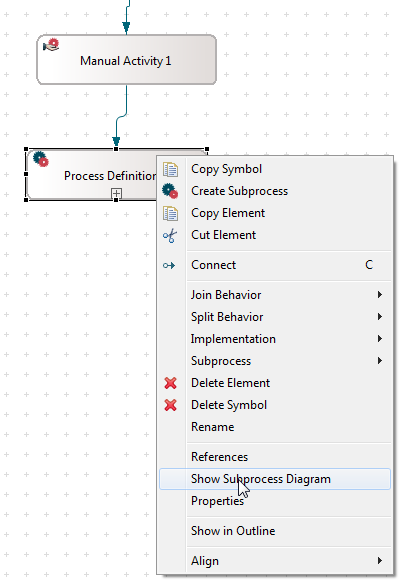 Manual Activity 1
Process Definition
Copy Symbol
Create Subprocess
Copy Element
Cut Element
Connect C
Join Behavior
Split Behavior
Implementation
Subprocess
Delete Element
Delete Symbol
Rename
References
Show Subprocess Diagram
Properties
Show in Outline
Align